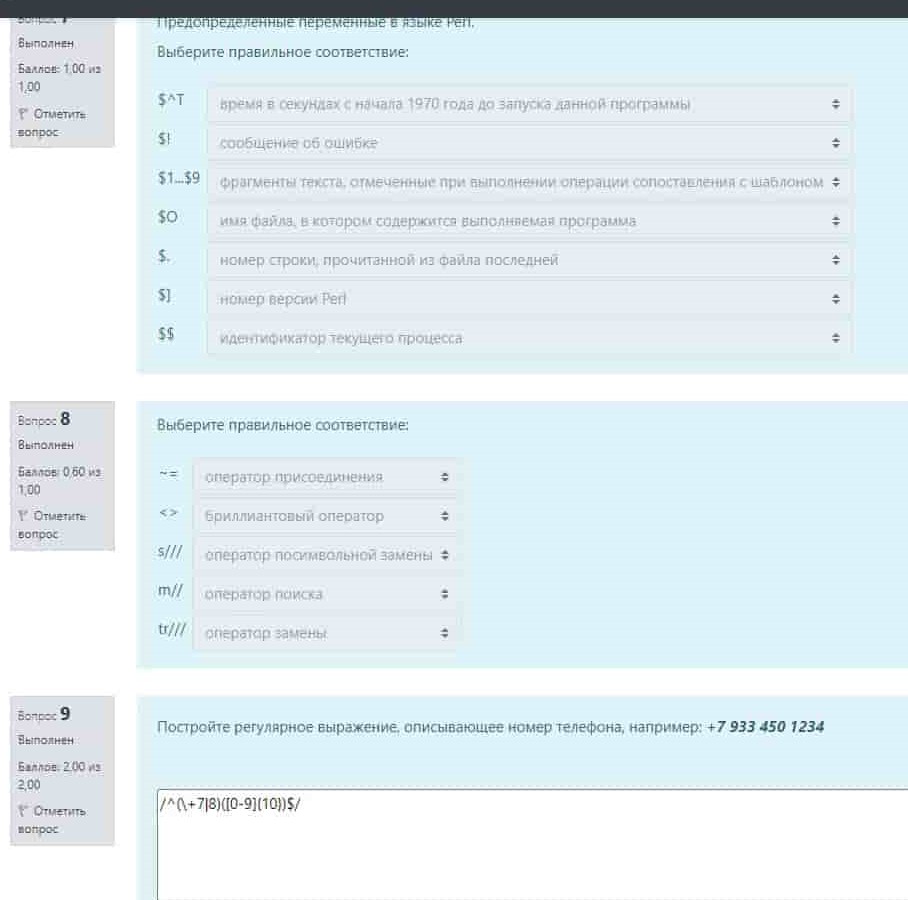 Вопрос 7
Предопределенные переменные в языке Perl.
Выполнен
Баллов: 1,00 из
1,00
Отметить
вопрос
Выберите правильное соответствие:
$^T время в секундах с начала 1970 года до запуска данной программы
$! сообщение об ошибке
$1...$9 фрагменты текста, отмеченные при выполнении операции сопоставления с шаблоном
$O имя файла, в котором содержится выполняемая программа
$. номер строки, прочитанной из файла последней
$] номер версии Perl
$$ идентификатор текущего процесса
Вопрос 8
Выполнен
Баллов: 0,60 из
1,00
Отметить
вопрос
Выберите правильное соответствие:
~= оператор присоединения
<> бриллиантовый оператор
s/// оператор посимвольной замены
m// оператор поиска
tr/// оператор замены
Вопрос 9
Выполнен
Баллов: 2,00 из
2,00
Отметить
вопрос
Постройте регулярное выражение, описывающее номер телефона, например: +7 933 450 1234
/^(\+7|8)([0-9]{10})$/